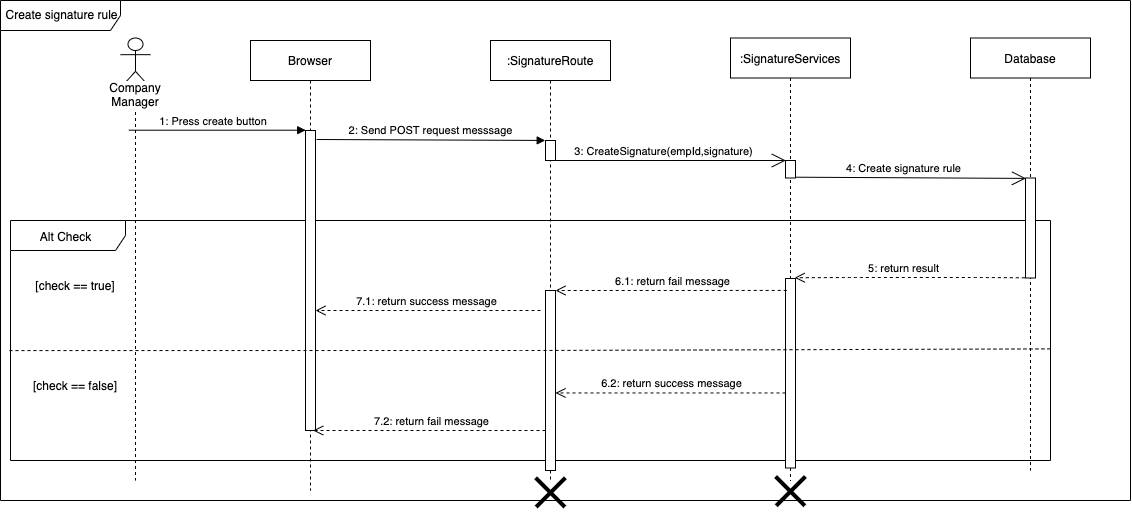 Create signature rule
Company
Manager
Browser
:SignatureRoute
:SignatureServices
Database
1: Press create button
2: Send POST request messsage
3: CreateSignature(empId,signature)
4: Create signature rule
Alt Check
5: return result
[check == true]
6.1: return fail message
7.1: return success message
[check == false]
6.2: return success message
7.2: return fail message